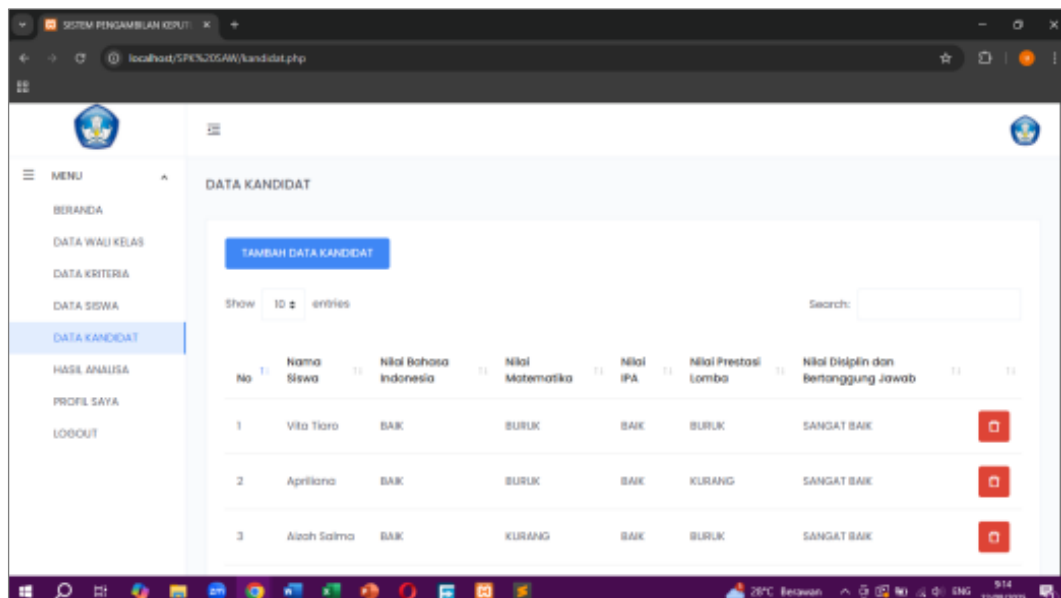 SISTEM PENGAMBILAN KEPUT
localhost/SPK%20SAW/kandidat.php
MENU
BERANDA
DATA WALI KELAS
DATA KRITERIA
DATA SISWA
DATA KANDIDAT
HASIL ANALISA
PROFIL SAYA
LOGOUT
DATA KANDIDAT
TAMBAH DATA KANDIDAT
Show 10 entries
Search:
No Nama Siswa Nilai Bahasa Indonesia Nilai Matematika Nilai IPA Nilai Prestasi Lomba Nilai Disiplin dan Bertanggung Jawab
1 Vita Tiara BAIK BURUK BAIK BURUK SANGAT BAIK
2 Apriliana BAIK BURUK BAIK KURANG SANGAT BAIK
3 Aizah Salma BAIK KURANG BAIK BURUK SANGAT BAIK
zm
28°C Berawan
ENG
9:14